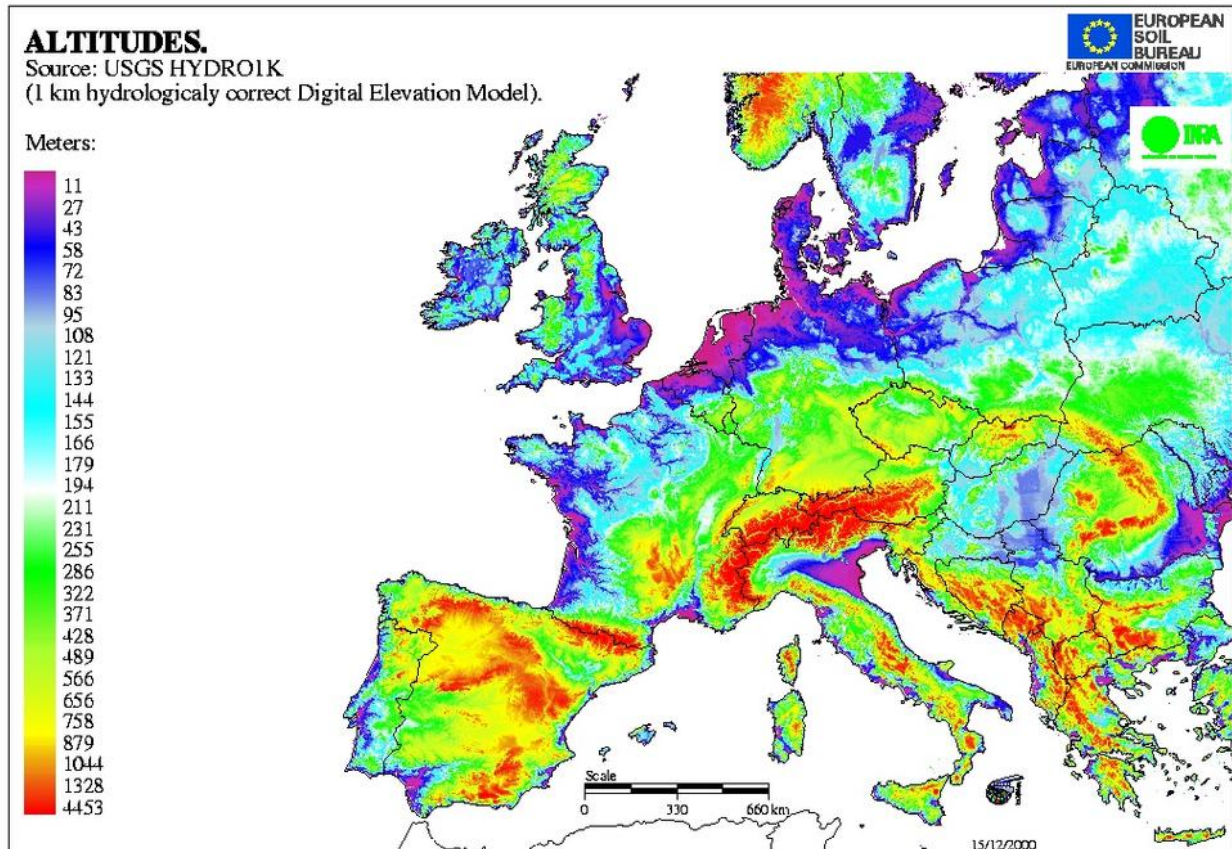 ALTITUDES.
Source: USGS HYDRO1K
(1 km hydrologicaly correct Digital Elevation Model).
EUROPEAN
SOIL
BUREAU
EUROPEAN COMMISSION
INRA
Meters:
11
27
43
58
72
83
95
108
121
133
144
155
166
179
194
211
231
255
286
322
371
428
489
566
656
758
879
1044
1328
4453
Scale
0 330 660 km
15/12/2000